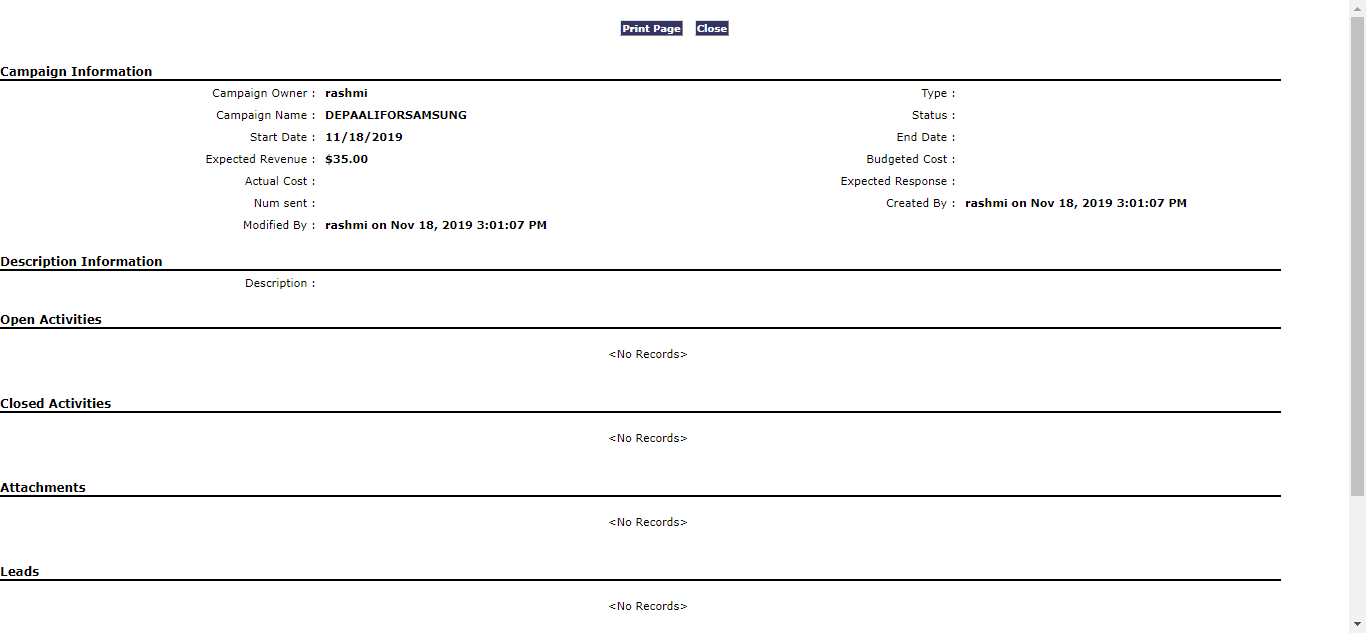 Print Page Close
Campaign Information
Campaign Owner : rashmi Type :
Campaign Name : DEPAALIFORSAMSUNG Status :
Start Date : 11/18/2019 End Date :
Expected Revenue : $35.00 Budgeted Cost :
Actual Cost : Expected Response :
Num sent : Created By : rashmi on Nov 18, 2019 3:01:07 PM
Modified By : rashmi on Nov 18, 2019 3:01:07 PM
Description Information
Description :
Open Activities
<No Records>
Closed Activities
<No Records>
Attachments
<No Records>
Leads
<No Records>